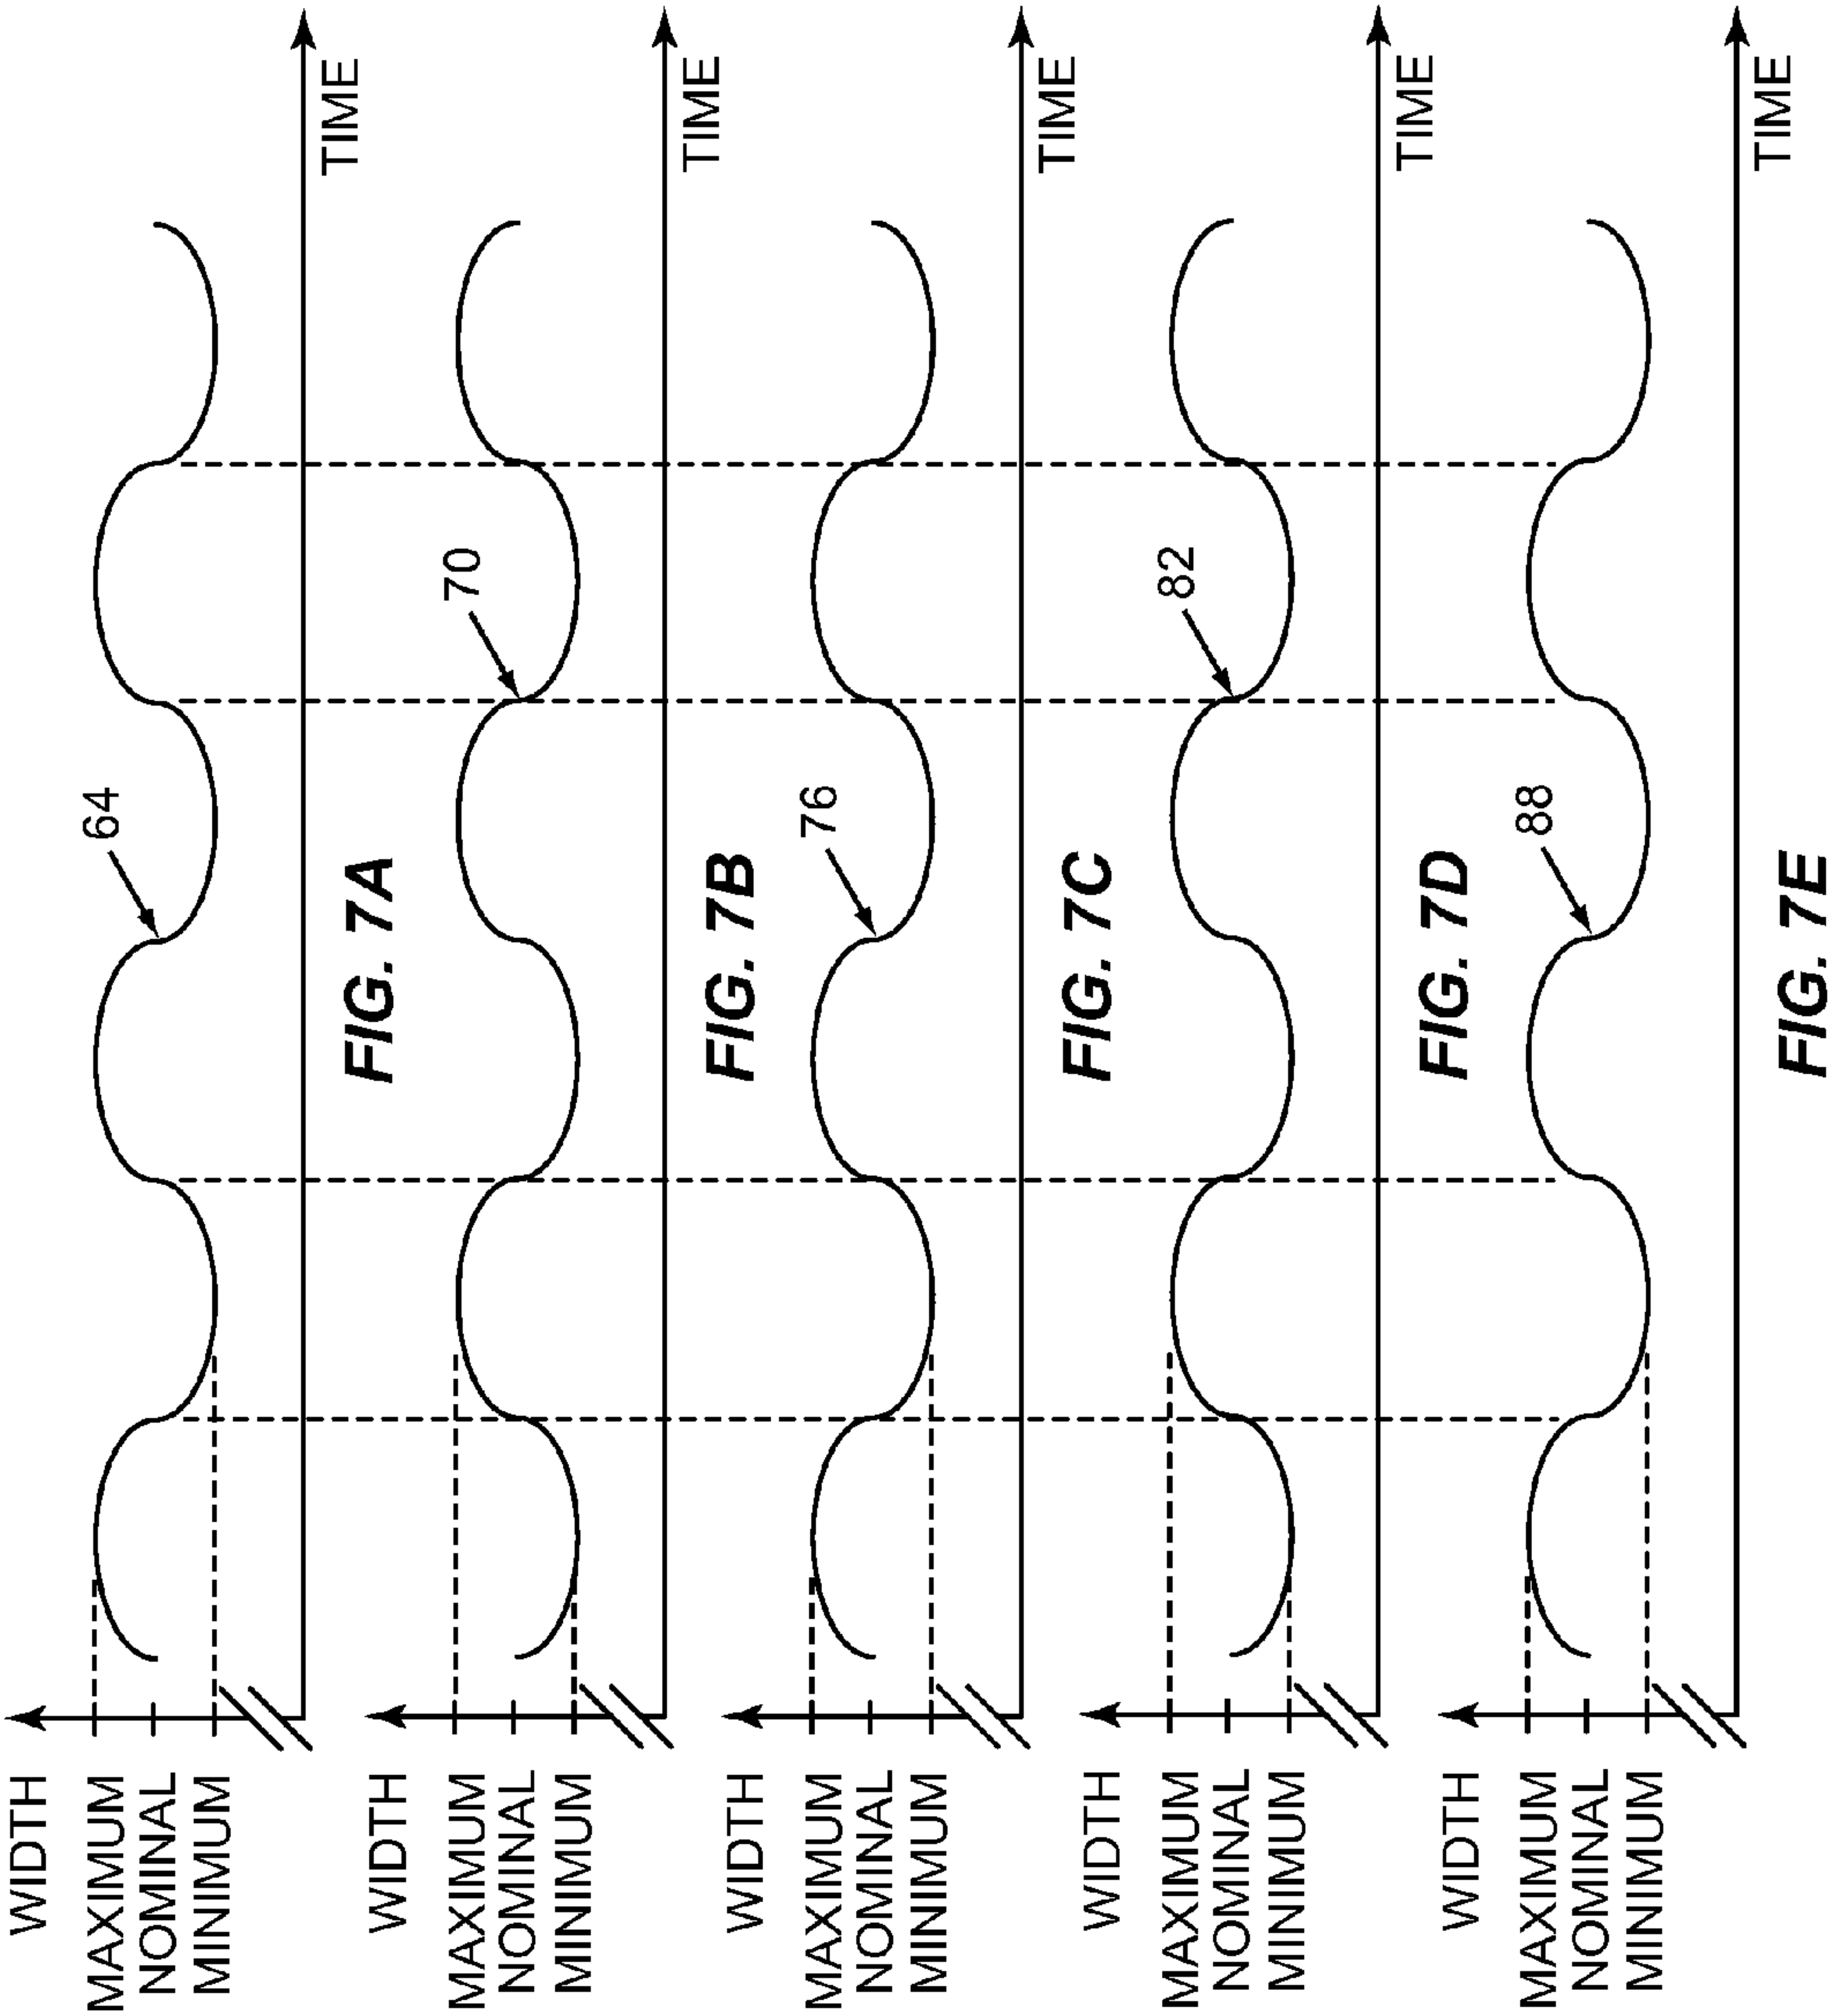 WIDTH
MAXIMUM
NOMINAL
MINIMUM
64
TIME
FIG. 7A
WIDTH
MAXIMUM
NOMINAL
MINIMUM
70
TIME
FIG. 7B
WIDTH
MAXIMUM
NOMINAL
MINIMUM
76
TIME
FIG. 7C
WIDTH
MAXIMUM
NOMINAL
MINIMUM
82
TIME
FIG. 7D
WIDTH
MAXIMUM
NOMINAL
MINIMUM
88
TIME
FIG. 7E